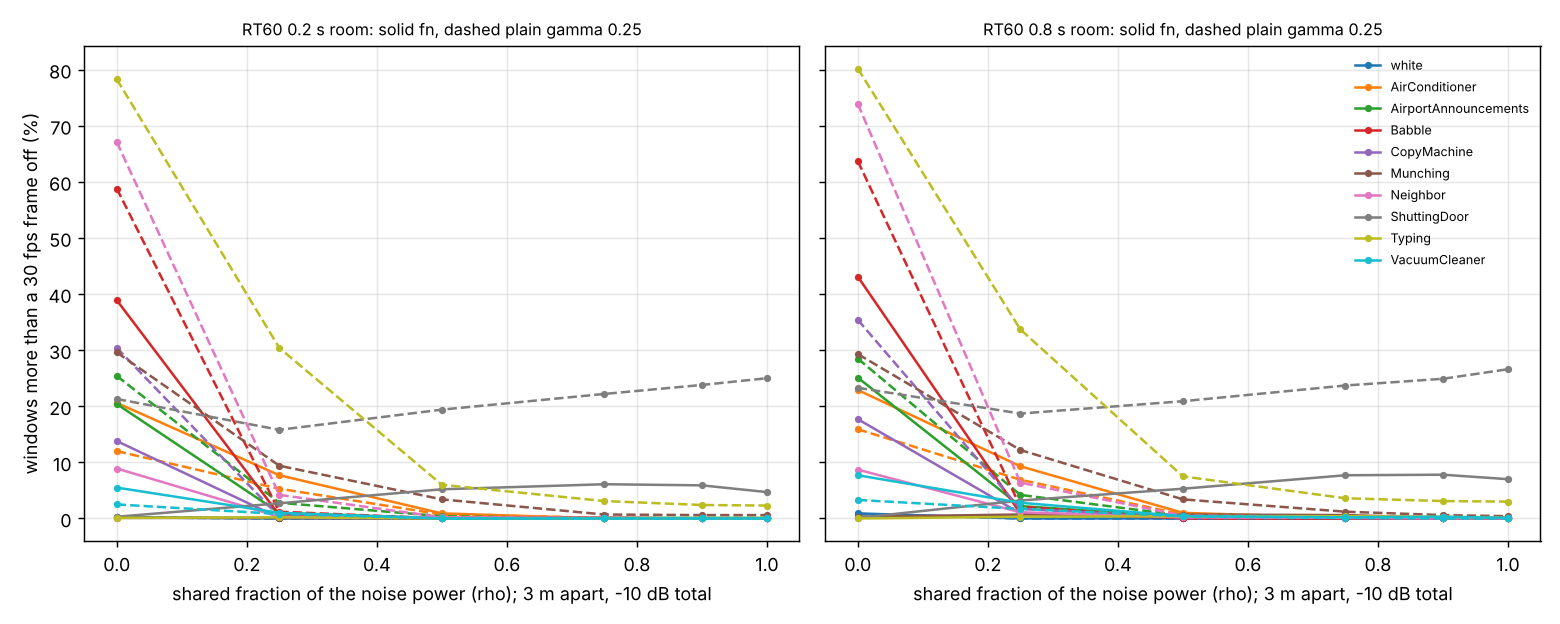 RT60 0.2 s room: solid fn, dashed plain gamma 0.25
RT60 0.8 s room: solid fn, dashed plain gamma 0.25
windows more than a 30 fps frame off (%)
80
70
60
50
40
30
20
10
0
white
AirConditioner
AirportAnnouncements
Babble
CopyMachine
Munching
Neighbor
ShuttingDoor
Typing
VacuumCleaner
0.0 0.2 0.4 0.6 0.8 1.0
0.0 0.2 0.4 0.6 0.8 1.0
shared fraction of the noise power (rho); 3 m apart, -10 dB total
shared fraction of the noise power (rho); 3 m apart, -10 dB total